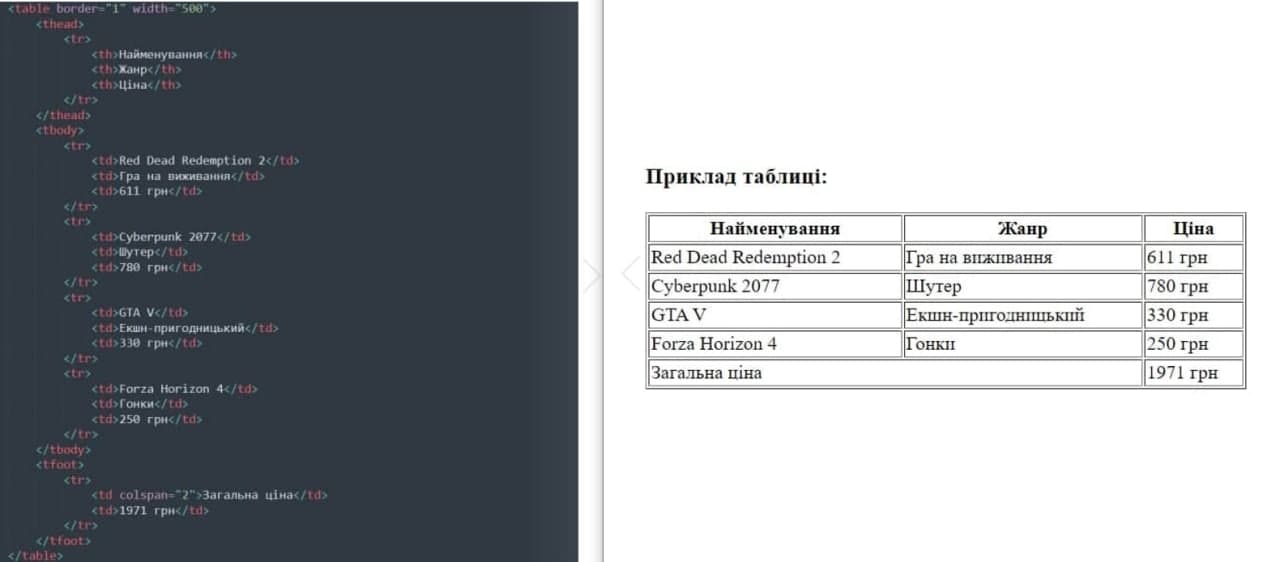 <table border="1" width="500">
<thead>
<tr>
<th>Найменування</th>
<th>Жанр</th>
<th>Ціна</th>
</tr>
</thead>
<tbody>
<tr>
<td>Red Dead Redemption 2</td>
<td>Гра на виживання</td>
<td>611 грн</td>
</tr>
<tr>
<td>Cyberpunk 2077</td>
<td>Шутер</td>
<td>780 грн</td>
</tr>
<tr>
<td>GTA V</td>
<td>Екшн-пригодницький</td>
<td>330 грн</td>
</tr>
<tr>
<td>Forza Horizon 4</td>
<td>Гонки</td>
<td>250 грн</td>
</tr>
</tbody>
<tfoot>
<tr>
<td colspan="2">Загальна ціна</td>
<td>1971 грн</td>
</tr>
</tfoot>
</table>
Приклад таблиці:
Найменування Жанр Ціна
Red Dead Redemption 2 Гра на виживання 611 грн
Cyberpunk 2077 Шутер 780 грн
GTA V Екшн-пригодницький 330 грн
Forza Horizon 4 Гонки 250 грн
Загальна ціна 1971 грн